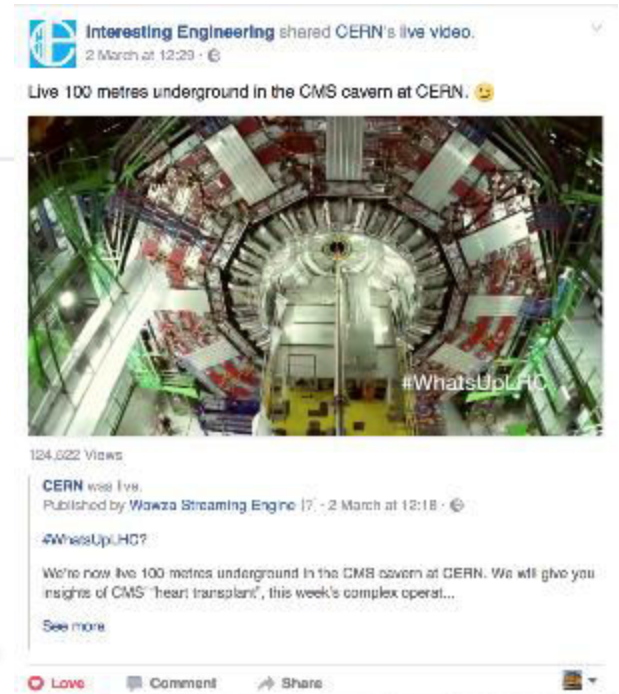 Interesting Engineering shared CERN's live video.
2 March at 12:29 ·
Live 100 metres underground in the CMS cavern at CERN. 😉
#WhatsUpLHC
124,622 Views
CERN was live.
Published by Wowza Streaming Engine [?] · 2 March at 12:18 ·
#WhatsUpLHC?
We're now live 100 metres underground in the CMS cavern at CERN. We will give you
insights of CMS' "heart transplant", this week's complex operat...
See more
Love Comment Share